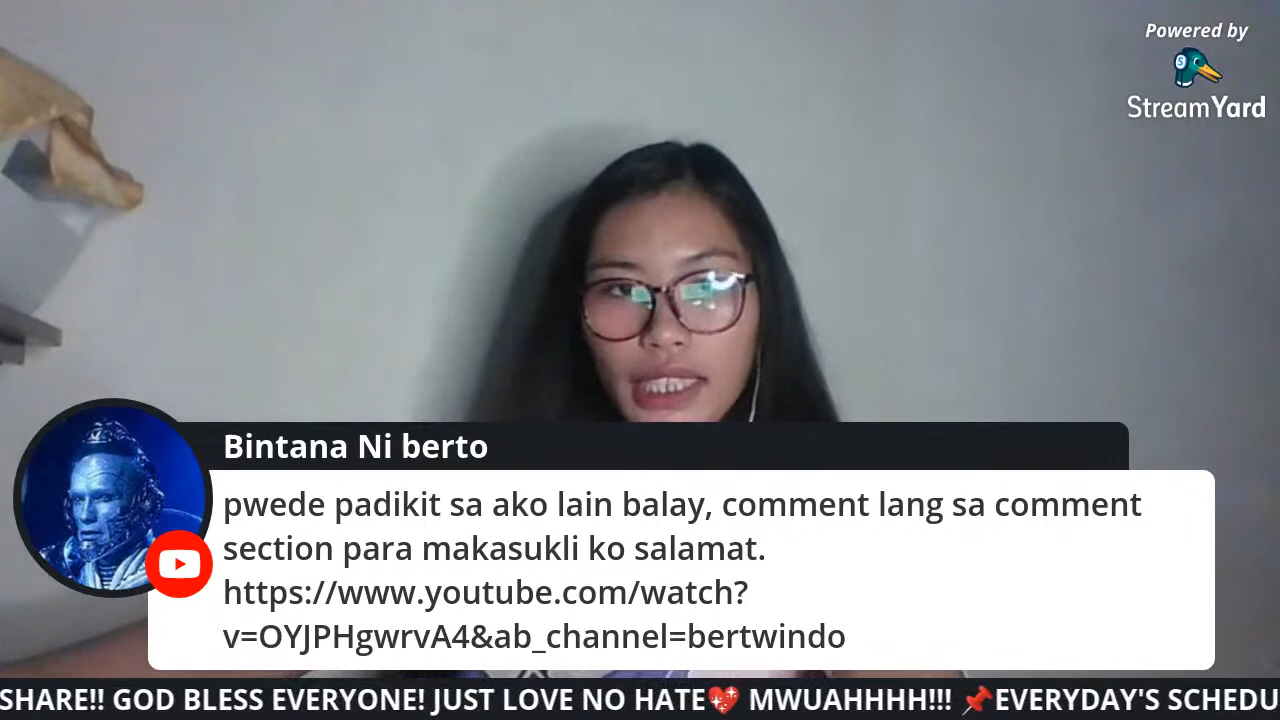 Powered by
StreamYard
Bintana Ni berto
pwede padikit sa ako lain balay, comment lang sa comment
section para makasukli ko salamat.
https://www.youtube.com/watch?
v=OYJPHgwrvA4&ab_channel=bertwindo
SHARE!! GOD BLESS EVERYONE! JUST LOVE NO HATE💖 MWUAHHHH!!! 📌EVERYDAY'S SCHEDU